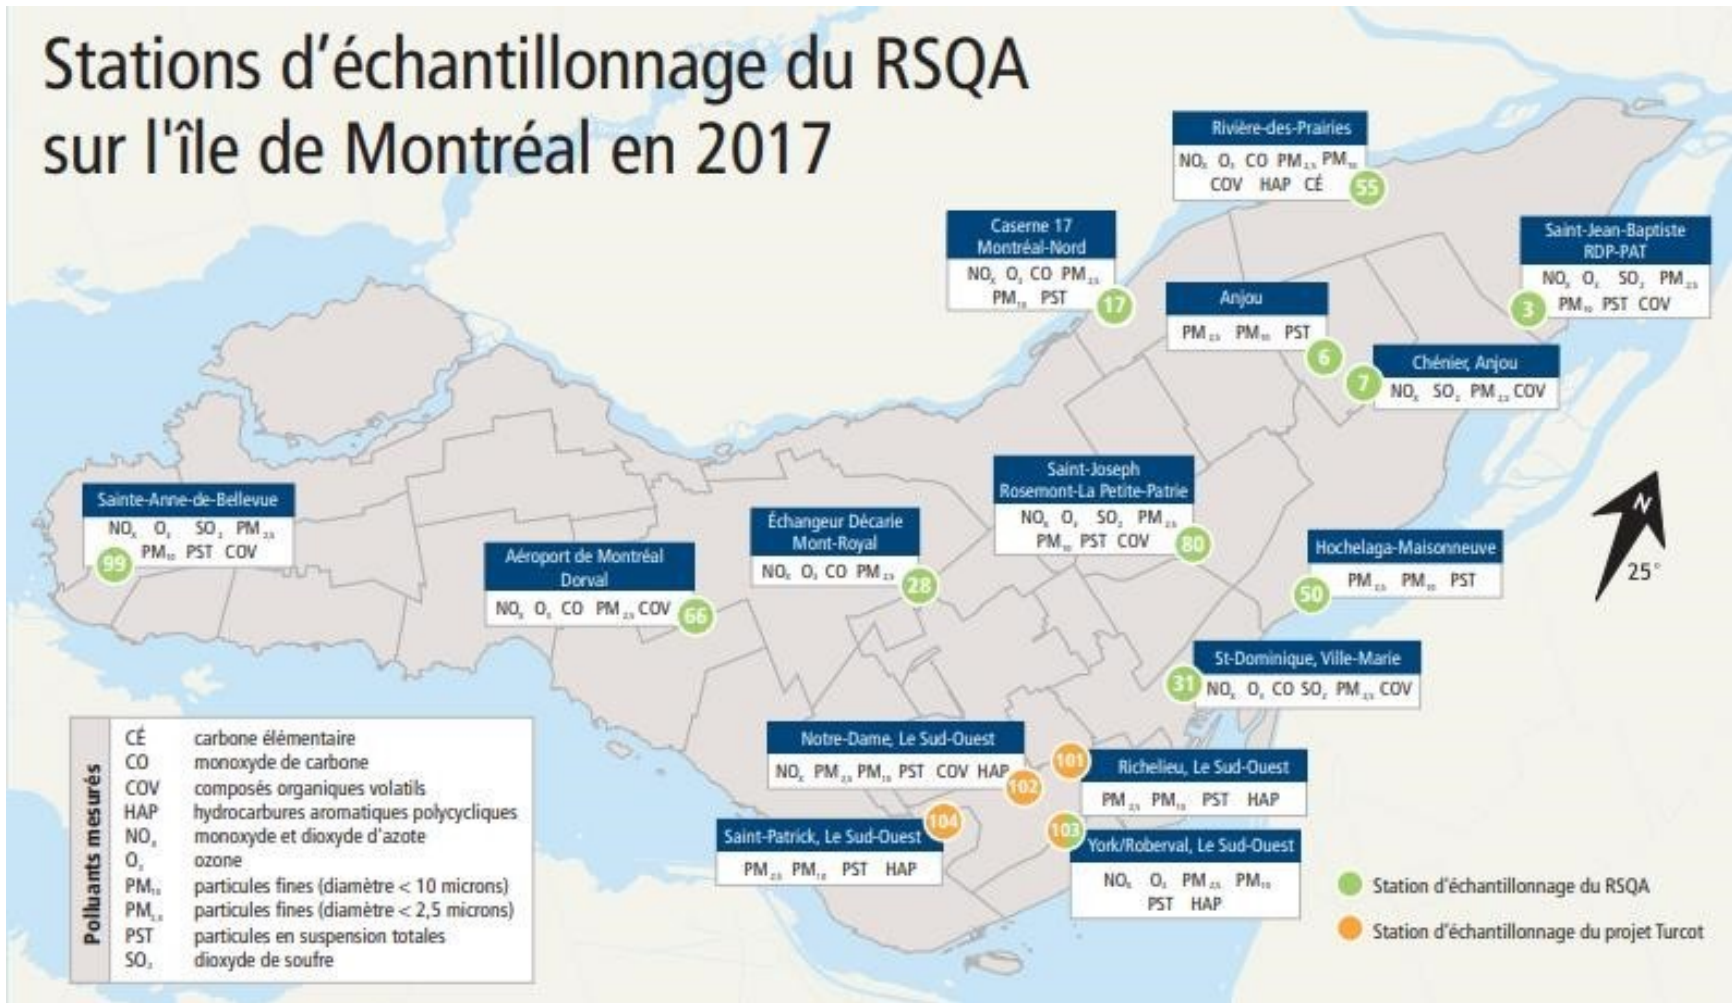 Stations d'échantillonnage du RSQA
sur l'île de Montréal en 2017
Rivière-des-Prairies
NOₓ O₃ CO PM₂,₅ PM₁₀
COV HAP CÉ
55
Caserne 17
Montréal-Nord
NOₓ O₃ CO PM₂,₅
PM₁₀ PST
17
Saint-Jean-Baptiste
RDP-PAT
NOₓ O₃ SO₂ PM₂,₅
PM₁₀ PST COV
3
Anjou
PM₂,₅ PM₁₀ PST
6
Chénier, Anjou
NOₓ SO₂ PM₂,₅ COV
7
Saint-Joseph
Rosemont-La Petite-Patrie
NOₓ O₃ SO₂ PM₂,₅
PM₁₀ PST COV
80
Sainte-Anne-de-Bellevue
NOₓ O₃ SO₂ PM₂,₅
PM₁₀ PST COV
99
Échangeur Décarie
Mont-Royal
NOₓ O₃ CO PM₂,₅
28
Aéroport de Montréal
Dorval
NOₓ O₃ CO PM₂,₅ COV
66
Hochelaga-Maisonneuve
PM₂,₅ PM₁₀ PST
50
N
25°
St-Dominique, Ville-Marie
31 NOₓ O₃ CO SO₂ PM₂,₅ COV
Notre-Dame, Le Sud-Ouest
NOₓ PM₂,₅ PM₁₀ PST COV HAP
102
101
Richelieu, Le Sud-Ouest
PM₂,₅ PM₁₀ PST HAP
104
Saint-Patrick, Le Sud-Ouest
PM₂,₅ PM₁₀ PST HAP
103
York/Roberval, Le Sud-Ouest
NOₓ O₃ PM₂,₅ PM₁₀
PST HAP
Polluants mesurés
CÉ carbone élémentaire
CO monoxyde de carbone
COV composés organiques volatils
HAP hydrocarbures aromatiques polycycliques
NOₓ monoxyde et dioxyde d'azote
O₃ ozone
PM₁₀ particules fines (diamètre < 10 microns)
PM₂,₅ particules fines (diamètre < 2,5 microns)
PST particules en suspension totales
SO₂ dioxyde de soufre
Station d'échantillonnage du RSQA
Station d'échantillonnage du projet Turcot